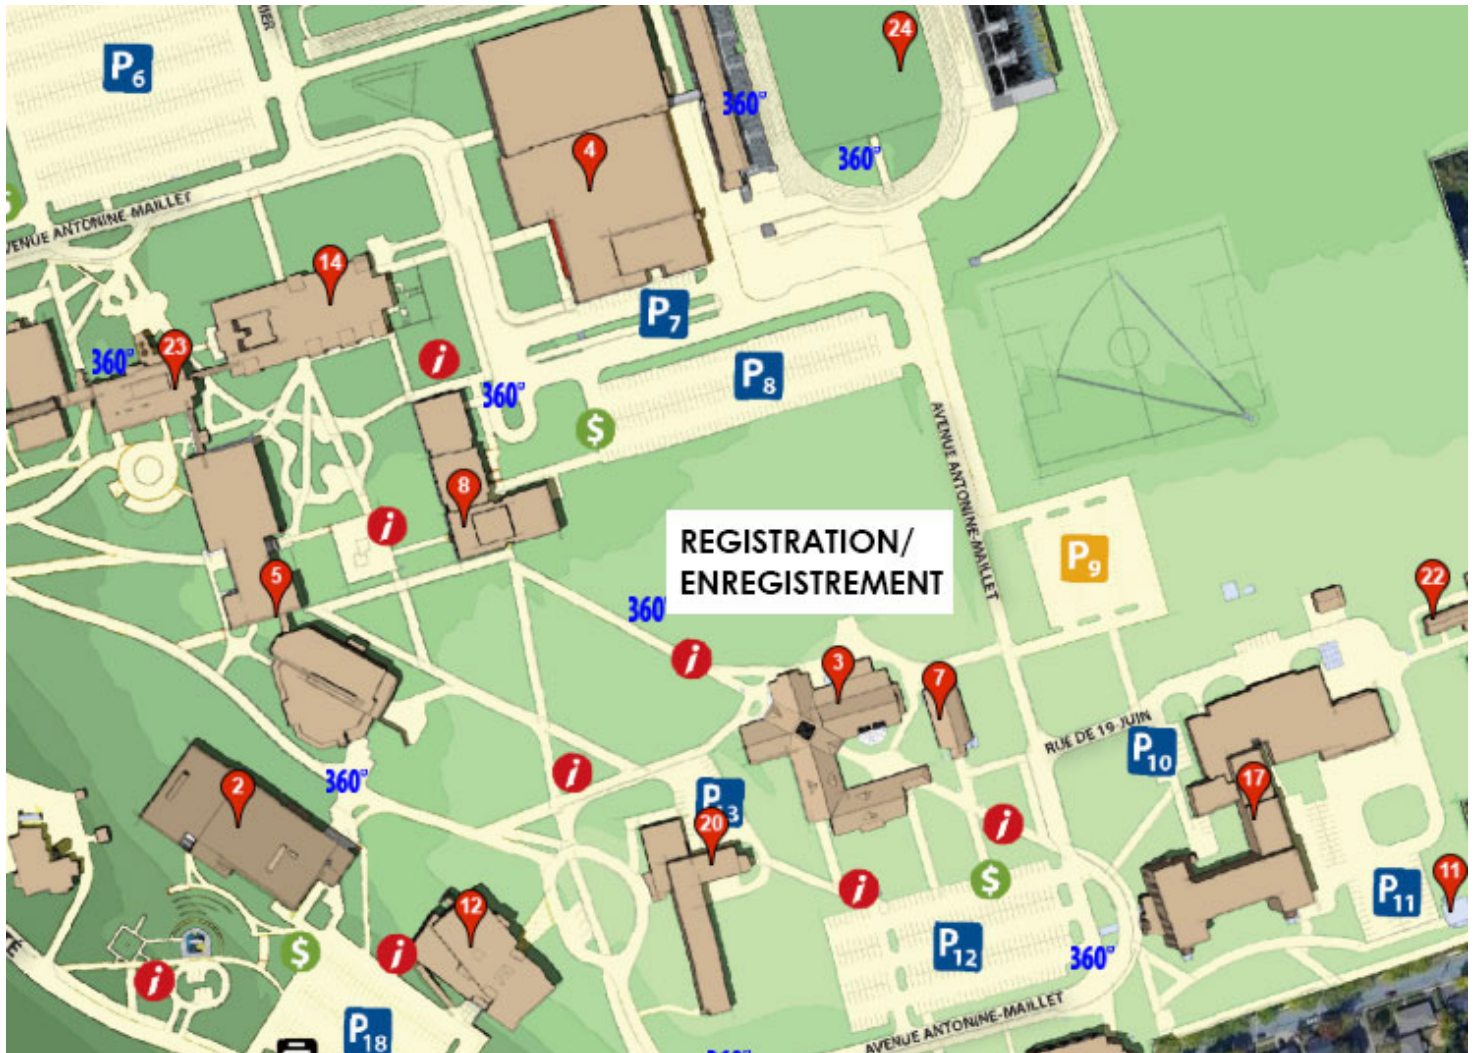 24
P6
360°
4
360°
AVENUE ANTONINE-MAILLET
14
P7
23
360°
i
P8
360°
$
AVENUE ANTONINE-MAILLET
8
i
REGISTRATION/
ENREGISTREMENT
P9
5
22
360°
i
3
7
RUE DE 19-JUIN
P10
i
360°
2
P13
17
20
i
$
i
11
P11
12
P12
360°
i
$
i
AVENUE ANTONINE-MAILLET
P18
360°